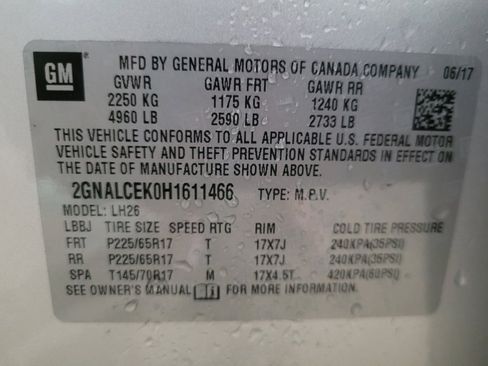 GM
MFD BY GENERAL MOTORS OF CANADA COMPANY 06/17
GVWR GAWR FRT GAWR RR
2250 KG 1175 KG 1240 KG
4960 LB 2590 LB 2733 LB
THIS VEHICLE CONFORMS TO ALL APPLICABLE U.S. FEDERAL MOTOR
VEHICLE SAFETY AND THEFT PREVENTION STANDARDS IN EFFECT ON
THE DATE OF MANUFACTURE SHOWN ABOVE.
2GNALCEK0H1611466 TYPE: M.P.V.
MODEL: LH26
LBBJ TIRE SIZE SPEED RTG RIM COLD TIRE PRESSURE
FRT P225/65R17 T 17X7J 240KPA(35PSI)
RR P225/65R17 T 17X7J 240KPA(35PSI)
SPA T145/70R17 M 17X4.5T 420KPA(60PSI)
SEE OWNER'S MANUAL FOR MORE INFORMATION.